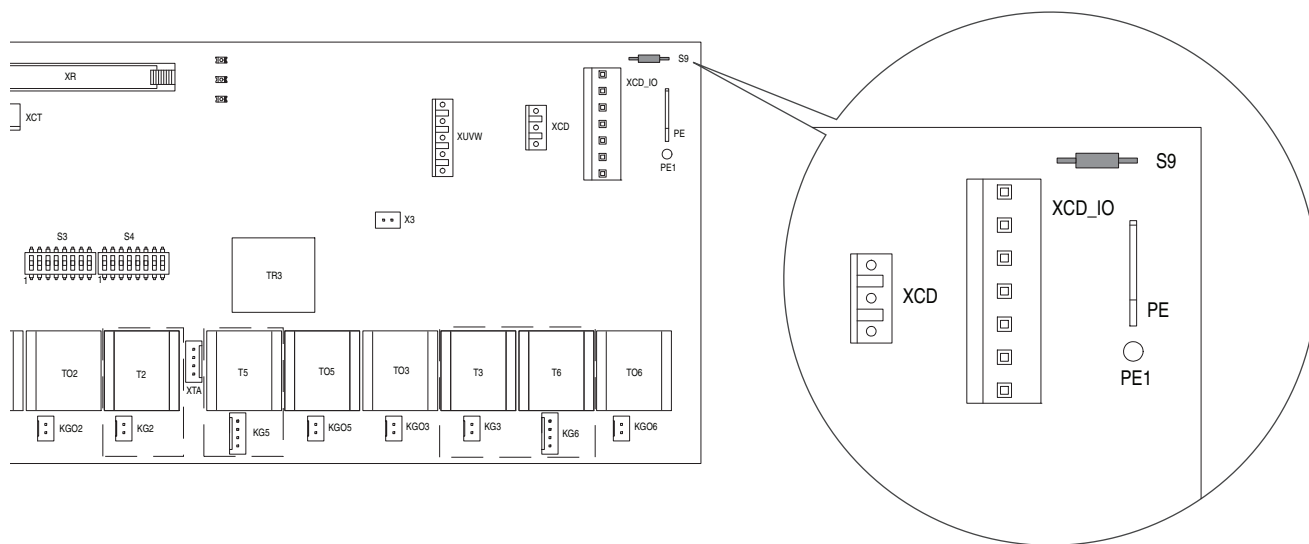 S9
XR
XCD_IO
XCT
XUVW
XCD
PE
PE1
X3
S3
S4
1
1
TR3
TO2
T2
XTA
T5
TO5
TO3
T3
T6
TO6
KGO2
KG2
KG5
KGO5
KGO3
KG3
KG6
KGO6
S9
XCD_IO
XCD
PE
PE1